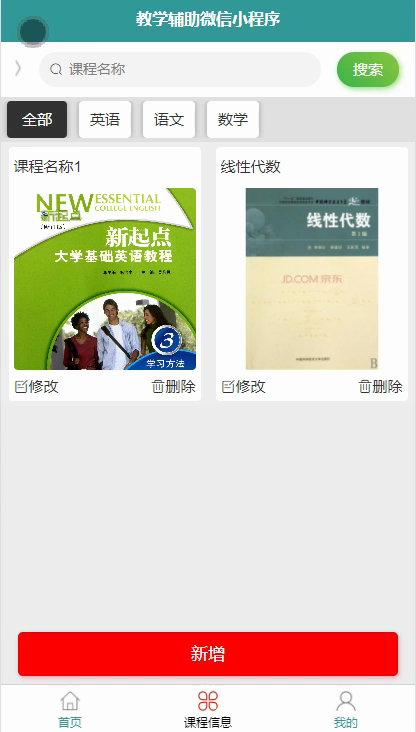 教学辅助微信小程序
课程名称
搜索
全部
英语
语文
数学
课程名称1
线性代数
NEW ESSENTIAL
COLLEGE ENGLISH
新起点
新起点
大学基础英语教程
3
学习方法
线性代数
JD.COM 京东
B
修改
删除
修改
删除
新增
首页
课程信息
我的